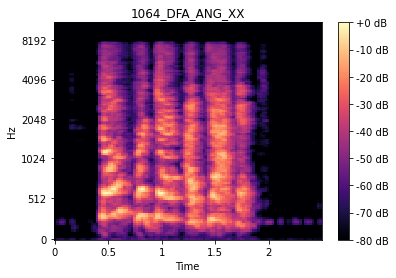 1064_DFA_ANG_XX
+0 dB
8192
-10 dB
4096
-20 dB
-30 dB
2048
Hz
-40 dB
1024
-50 dB
512
-60 dB
-70 dB
0
-80 dB
0
0.5
1
1.5
2
Time